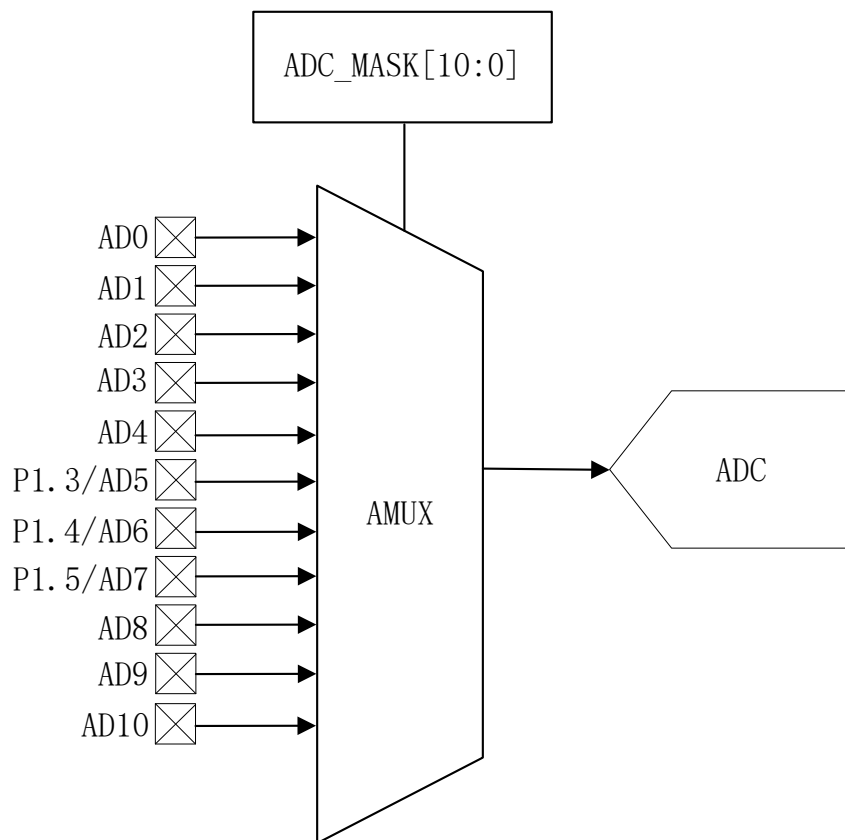 ADC_MASK[10:0]
AD0
AD1
AD2
AD3
AD4
P1.3/AD5
P1.4/AD6
P1.5/AD7
AD8
AD9
AD10
AMUX
ADC